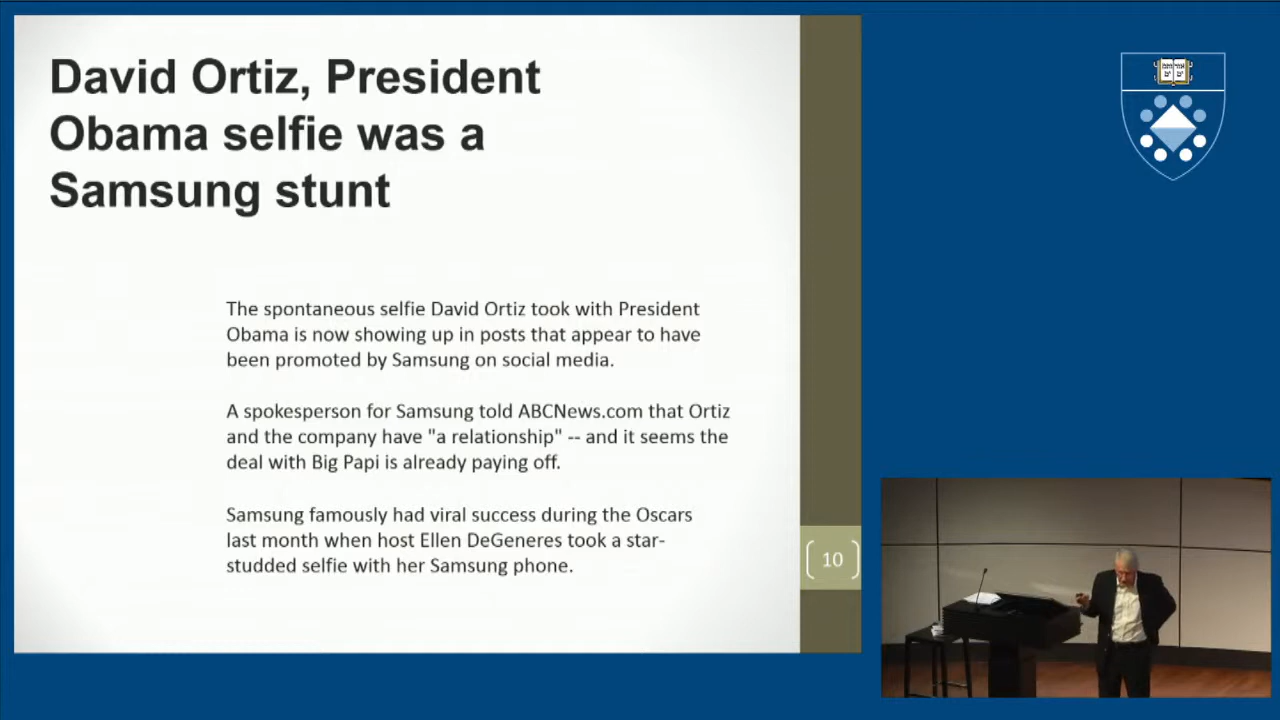 David Ortiz, President
Obama selfie was a
Samsung stunt
The spontaneous selfie David Ortiz took with President
Obama is now showing up in posts that appear to have
been promoted by Samsung on social media.
A spokesperson for Samsung told ABCNews.com that Ortiz
and the company have "a relationship" -- and it seems the
deal with Big Papi is already paying off.
Samsung famously had viral success during the Oscars
last month when host Ellen DeGeneres took a star-
studded selfie with her Samsung phone.
10